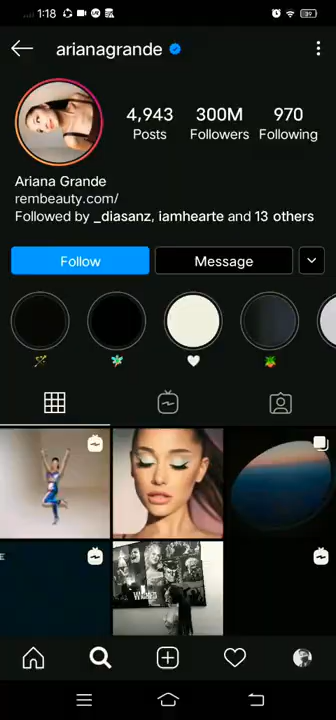 1:18
39
arianagrande
4,943 300M 970
Posts Followers Following
Ariana Grande
rembeauty.com/
Followed by _diasanz, iamhearte and 13 others
Follow Message
WICKED